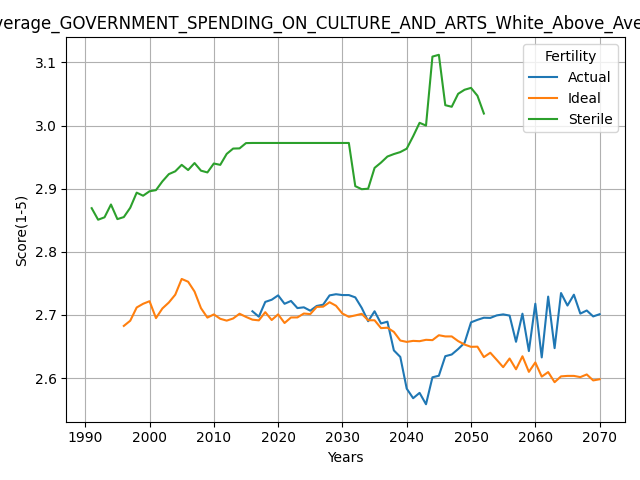 verage_GOVERNMENT_SPENDING_ON_CULTURE_AND_ARTS_White_Above_Ave
Fertility
Actual
Ideal
Sterile
Score(1-5)
3.1
3.0
2.9
2.8
2.7
2.6
1990 2000 2010 2020 2030 2040 2050 2060 2070
Years